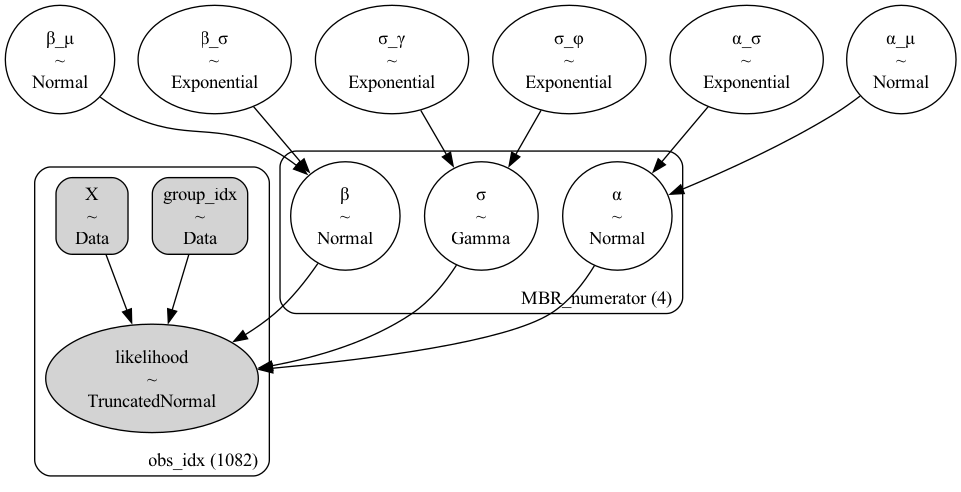 β_μ
~
Normal
β_σ
~
Exponential
σ_γ
~
Exponential
σ_φ
~
Exponential
α_σ
~
Exponential
α_μ
~
Normal
X
~
Data
group_idx
~
Data
β
~
Normal
σ
~
Gamma
α
~
Normal
MBR_numerator (4)
likelihood
~
TruncatedNormal
obs_idx (1082)